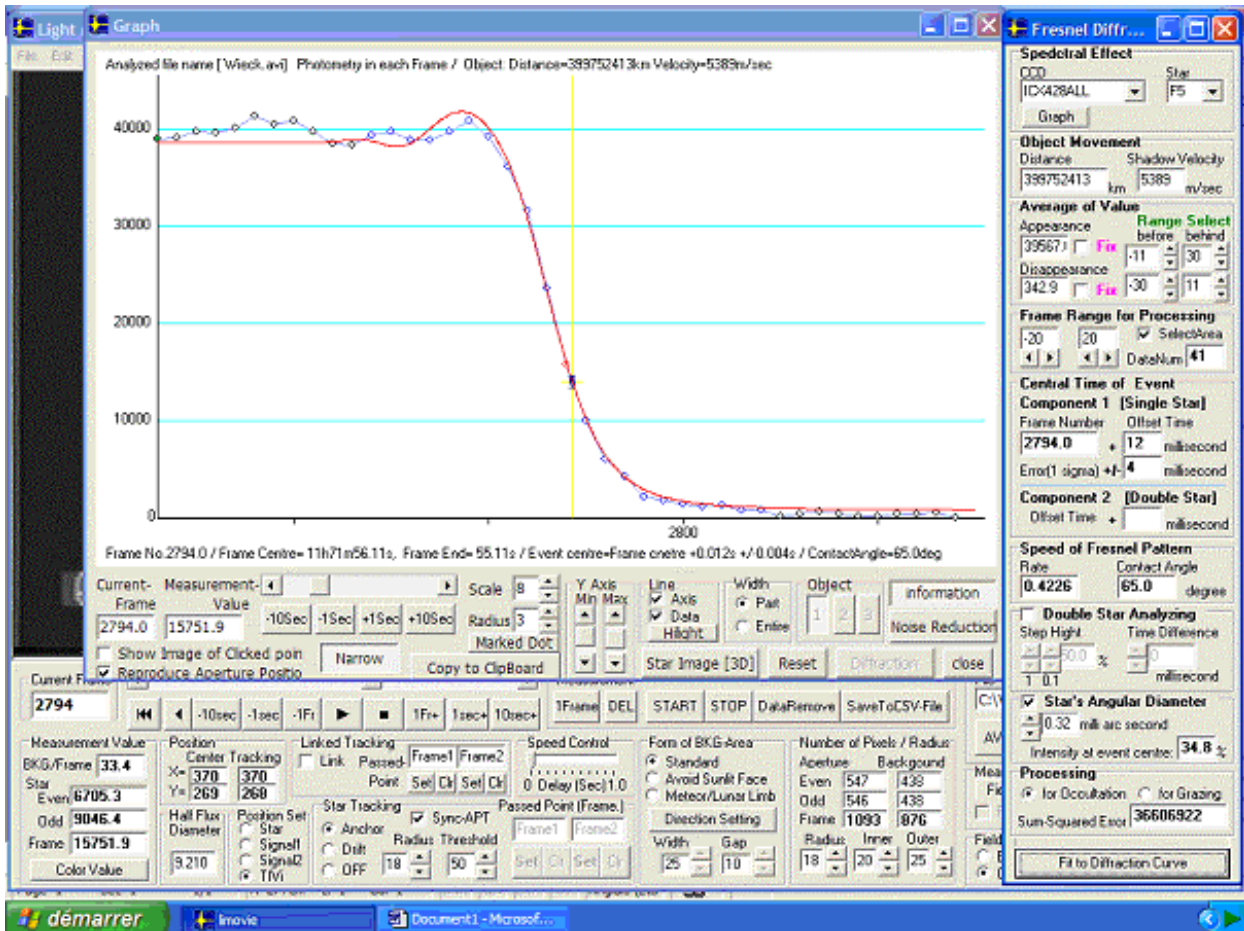 Light
Graph
File Edit
Analyzed file name [ Wieck.avi] Photometry in each Frame / Object: Distance=399752413km Velocity=5389m/sec
40000
30000
20000
10000
0
2800
Frame No.2794.0 / Frame Centre= 11h71m56.11s, Frame End= 55.11s / Event centre=Frame cnetre +0.012s +/-0.004s / ContactAngle=65.0deg
Current-Frame
2794.0
Measurement-Value
15751.9
-10Sec -1Sec +1Sec +10Sec
Scale 8
Radius 3
Marked Dot
Show Image of Clicked poin
Narrow
Reproduce Aperture Positio
Copy to ClipBoard
Y Axis
Min Max
Line
Axis
Data
Hilight
Width
Part
Entire
Object
1 2 3
information
Noise Reduction
Star Image [3D]
Reset
Diffraction
close
Fresnel Diffr...
Spedctral Effect
CCD
Star
ICX428ALL
F5
Graph
Object Movement
Distance
Shadow Velocity
399752413 km
5389 m/sec
Average of Value
Range Select
Appearance
before behind
39567.
Fix
-11
30
Disappearance
342.9
Fix
-30
11
Frame Range for Processing
-20
20
SelectArea
DataNum 41
Central Time of Event
Component 1 [Single Star]
Frame Number
Offset Time
2794.0 + 12 millisecond
Error(1 sigma) +/- 4 millisecond
Component 2 [Double Star]
Offset Time + millisecond
Speed of Fresnel Pattern
Rate
Contact Angle
0.4226
65.0 degree
Double Star Analyzing
Step Hight
Time Difference
50.0 %
0
1 0.1
millisecond
Star's Angular Diameter
0.32 milli arc second
Intensity at event centre: 34.8 %
Processing
for Occultation
for Grazing
Sum-Squared Error 36606922
Fit to Diffraction Curve
Current Frame
2794
-10sec -1sec -1Fr 1Fr+ 1sec+ 10sec+
1Frame DEL
START STOP DataRemove SaveToCSV-File
C:\
AV
Measurement Value
BKG/Frame 33.4
Star
Even 6705.3
Odd 9046.4
Frame 15751.9
Color Value
Position
Center Tracking
X= 370 370
Y= 269 268
Half Flux Diameter
9.210
Position Set
Star
Signal1
Signal2
TIVi
Linked Tracking
Link
Passed-Point
Frame1 Frame2
Set Clr Set Clr
Star Tracking
Sync-APT
Anchor
Drift
OFF
Radius Threshold
18
50
Speed Control
0 Delay (Sec) 1.0
Passed Point (Frame.)
Frame1 Frame2
Set Clr Set Clr
Form of BKG-Area
Standard
Avoid Sunlit Face
Meteor/Lunar Limb
Direction Setting
Width
Gap
25
10
Number of Pixels / Radius
Aperture Backgound
Even 547 438
Odd 546 438
Frame 1093 876
Radius Inner Outer
18
20
25
Mea
Field
démarrer
limovie
Document1 - Microsof...